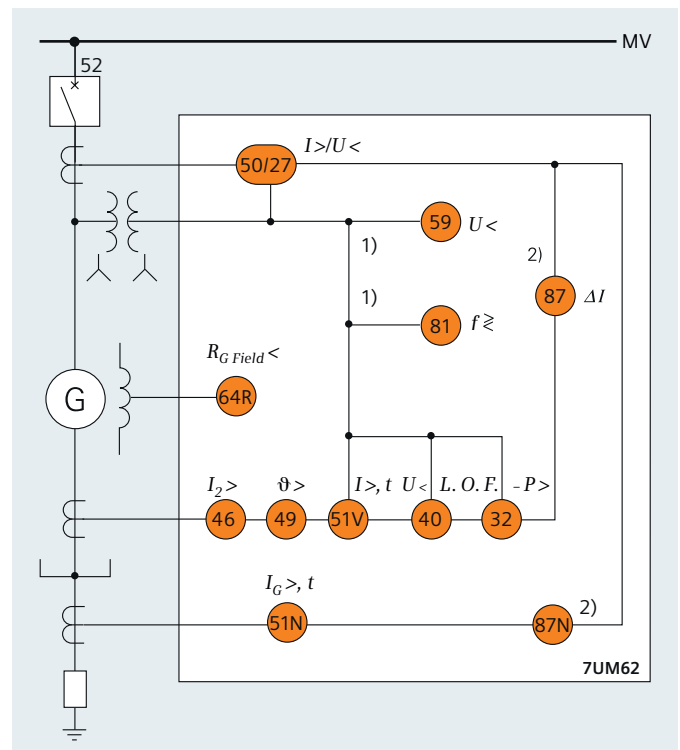 MV
52
I>/U<
50/27
59 U<
1)
2)
87 ΔI
1)
81 f≷
R_G Field<
G
64R
I₂> ϑ> I>, t U< L. O. F. –P>
46 49 51V 40 32
I_G>, t
51N
87N 2)
7UM62